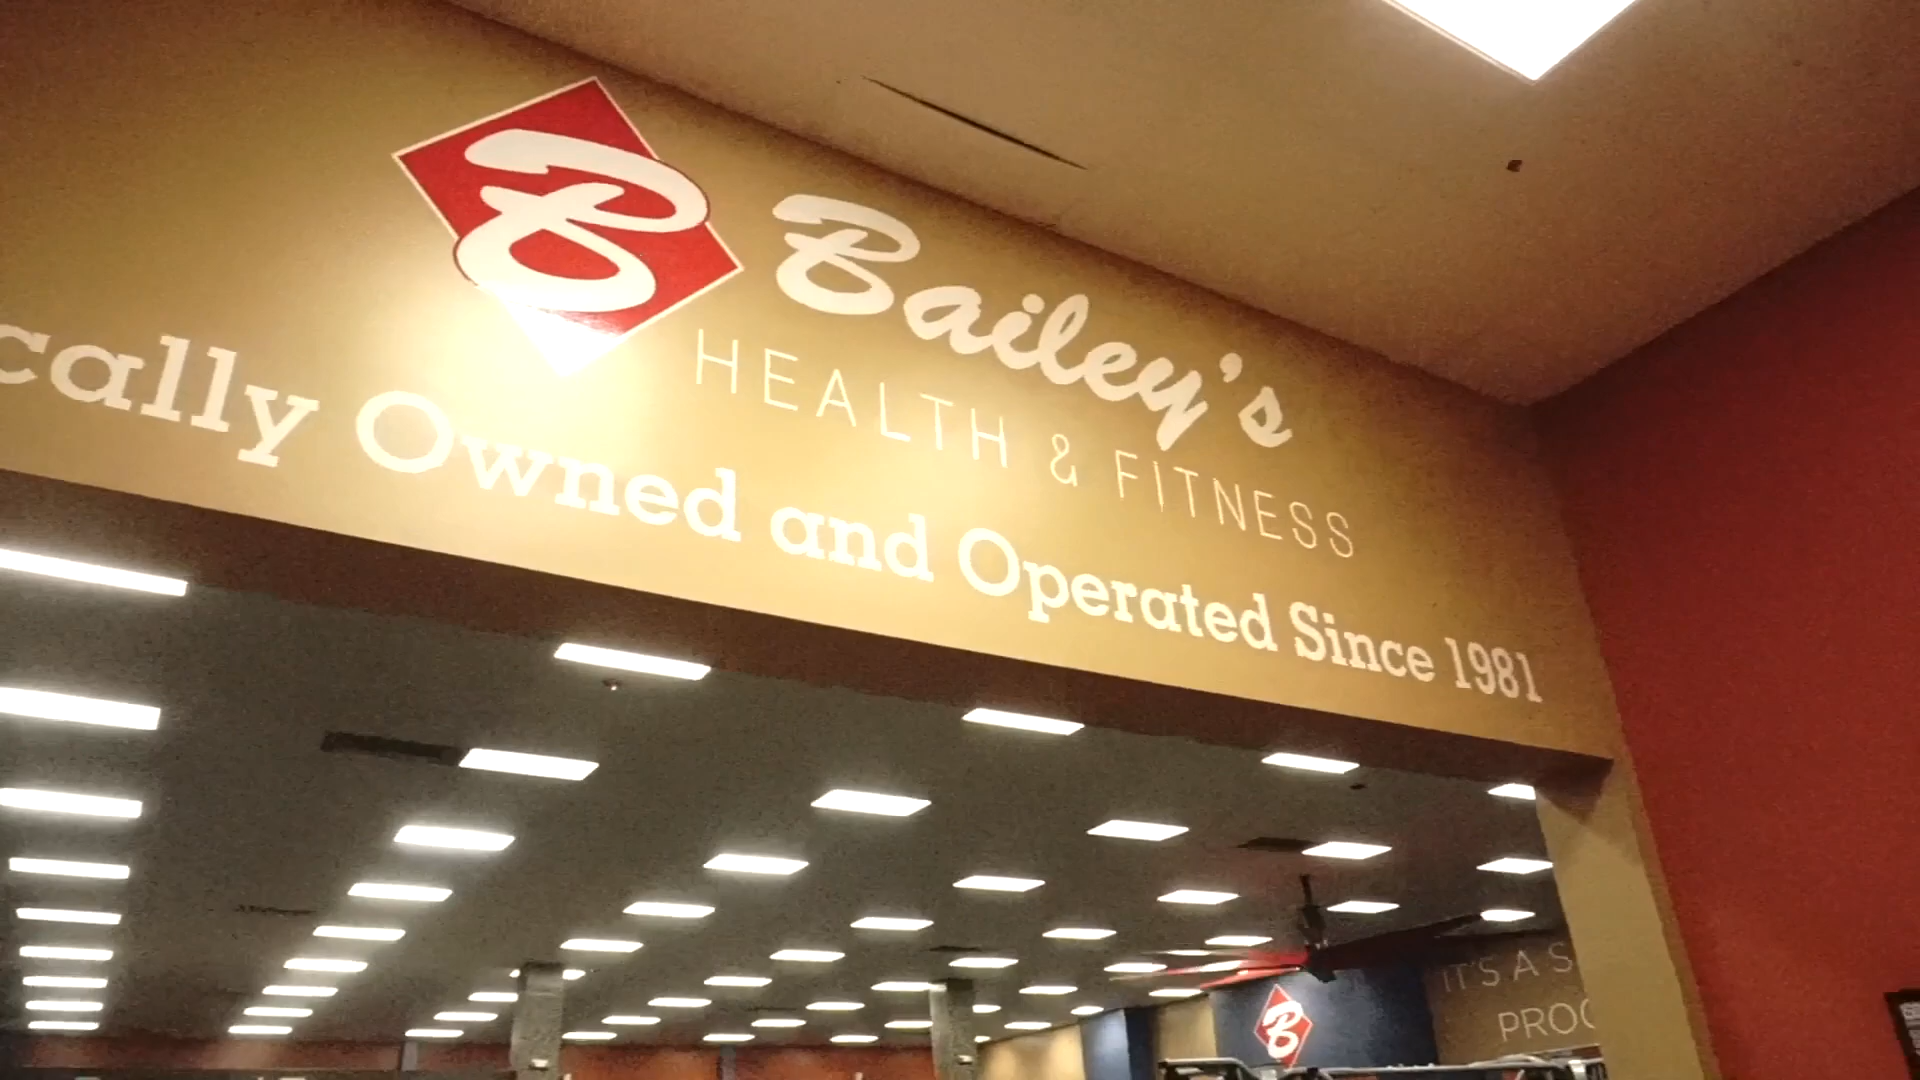 B
Bailey's
HEALTH & FITNESS
cally Owned and Operated Since 1981
IT'S A S
PROC
B